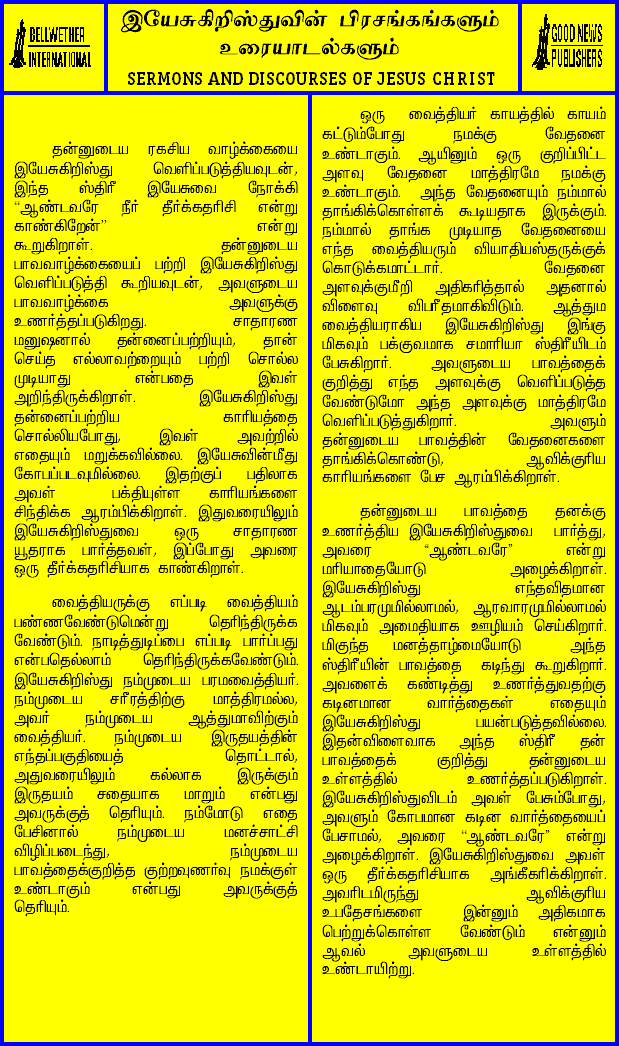 BELLWETHER
INTERNATIONAL
இயேசுகிறிஸ்துவின் பிரசங்கங்களும்
உரையாடல்களும்
SERMONS AND DISCOURSES OF JESUS CHRIST
GOOD NEWS
PUBLISHERS
தன்னுடைய ரகசிய வாழ்க்கையை
இயேசுகிறிஸ்து வெளிப்படுத்தியவுடன்,
இந்த ஸ்திரீ இயேசுவை நோக்கி
“ஆண்டவரே நீர் தீர்க்கதரிசி என்று
காண்கிறேன்” என்று
கூறுகிறாள். தன்னுடைய
பாவவாழ்க்கையைப் பற்றி இயேசுகிறிஸ்து
வெளிப்படுத்தி கூறியவுடன், அவளுடைய
பாவவாழ்க்கை அவளுக்கு
உணர்த்தப்படுகிறது. சாதாரண
மனுஷனால் தன்னைப்பற்றியும், தான்
செய்த எல்லாவற்றையும் பற்றி சொல்ல
முடியாது என்பதை இவள்
அறிந்திருக்கிறாள். இயேசுகிறிஸ்து
தன்னைப்பற்றிய காரியத்தை
சொல்லியபோது, இவள் அவற்றில்
எதையும் மறுக்கவில்லை. இயேசுவின்மீது
கோபப்படவுமில்லை. இதற்குப் பதிலாக
அவள் பக்தியுள்ள காரியங்களை
சிந்திக்க ஆரம்பிக்கிறாள். இதுவரையிலும்
இயேசுகிறிஸ்துவை ஒரு சாதாரண
யூதராக பார்த்தவள், இப்போது அவரை
ஒரு தீர்க்கதரிசியாக காண்கிறாள்.
வைத்தியருக்கு எப்படி வைத்தியம்
பண்ணவேண்டுமென்று தெரிந்திருக்க
வேண்டும். நாடித்துடிப்பை எப்படி பார்ப்பது
என்பதெல்லாம் தெரிந்திருக்கவேண்டும்.
இயேசுகிறிஸ்து நம்முடைய பரமவைத்தியர்.
நம்முடைய சரீரத்திற்கு மாத்திரமல்ல,
அவர் நம்முடைய ஆத்துமாவிற்கும்
வைத்தியர். நம்முடைய இருதயத்தின்
எந்தப்பகுதியைத் தொட்டால்,
அதுவரையிலும் கல்லாக இருக்கும்
இருதயம் சதையாக மாறும் என்பது
அவருக்குத் தெரியும். நம்மோடு எதை
பேசினால் நம்முடைய மனச்சாட்சி
விழிப்படைந்து, நம்முடைய
பாவத்தைக்குறித்த குற்றவுணர்வு நமக்குள்
உண்டாகும் என்பது அவருக்குத்
தெரியும்.
ஒரு வைத்தியர் காயத்தில் காயம்
கட்டும்போது நமக்கு வேதனை
உண்டாகும். ஆயினும் ஒரு குறிப்பிட்ட
அளவு வேதனை மாத்திரமே நமக்கு
உண்டாகும். அந்த வேதனையும் நம்மால்
தாங்கிக்கொள்ளக் கூடியதாக இருக்கும்.
நம்மால் தாங்க முடியாத வேதனையை
எந்த வைத்தியரும் வியாதியஸ்தருக்குக்
கொடுக்கமாட்டார். வேதனை
அளவுக்குமீறி அதிகரித்தால் அதனால்
விளைவு விபரீதமாகிவிடும். ஆத்தும
வைத்தியராகிய இயேசுகிறிஸ்து இங்கு
மிகவும் பக்குவமாக சமாரியா ஸ்திரீயிடம்
பேசுகிறார். அவளுடைய பாவத்தைக்
குறித்து எந்த அளவுக்கு வெளிப்படுத்த
வேண்டுமோ அந்த அளவுக்கு மாத்திரமே
வெளிப்படுத்துகிறார். அவளும்
தன்னுடைய பாவத்தின் வேதனைகளை
தாங்கிக்கொண்டு, ஆவிக்குரிய
காரியங்களை பேச ஆரம்பிக்கிறாள்.
தன்னுடைய பாவத்தை தனக்கு
உணர்த்திய இயேசுகிறிஸ்துவை பார்த்து,
அவரை “ஆண்டவரே” என்று
மரியாதையோடு அழைக்கிறாள்.
இயேசுகிறிஸ்து எந்தவிதமான
ஆடம்பரமுமில்லாமல், ஆரவாரமுமில்லாமல்
மிகவும் அமைதியாக ஊழியம் செய்கிறார்.
மிகுந்த மனத்தாழ்மையோடு அந்த
ஸ்திரீயின் பாவத்தை கடிந்து கூறுகிறார்.
அவளைக் கண்டித்து உணர்த்துவதற்கு
கடினமான வார்த்தைகள் எதையும்
இயேசுகிறிஸ்து பயன்படுத்தவில்லை.
இதன்விளைவாக அந்த ஸ்திரீ தன்
பாவத்தைக் குறித்து தன்னுடைய
உள்ளத்தில் உணர்த்தப்படுகிறாள்.
இயேசுகிறிஸ்துவிடம் அவள் பேசும்போது,
அவளும் கோபமான கடின வார்த்தையைப்
பேசாமல், அவரை “ஆண்டவரே” என்று
அழைக்கிறாள். இயேசுகிறிஸ்துவை அவள்
ஒரு தீர்க்கதரிசியாக அங்கீகரிக்கிறாள்.
அவரிடமிருந்து ஆவிக்குரிய
உபதேசங்களை இன்னும் அதிகமாக
பெற்றுக்கொள்ள வேண்டும் என்னும்
ஆவல் அவளுடைய உள்ளத்தில்
உண்டாயிற்று.